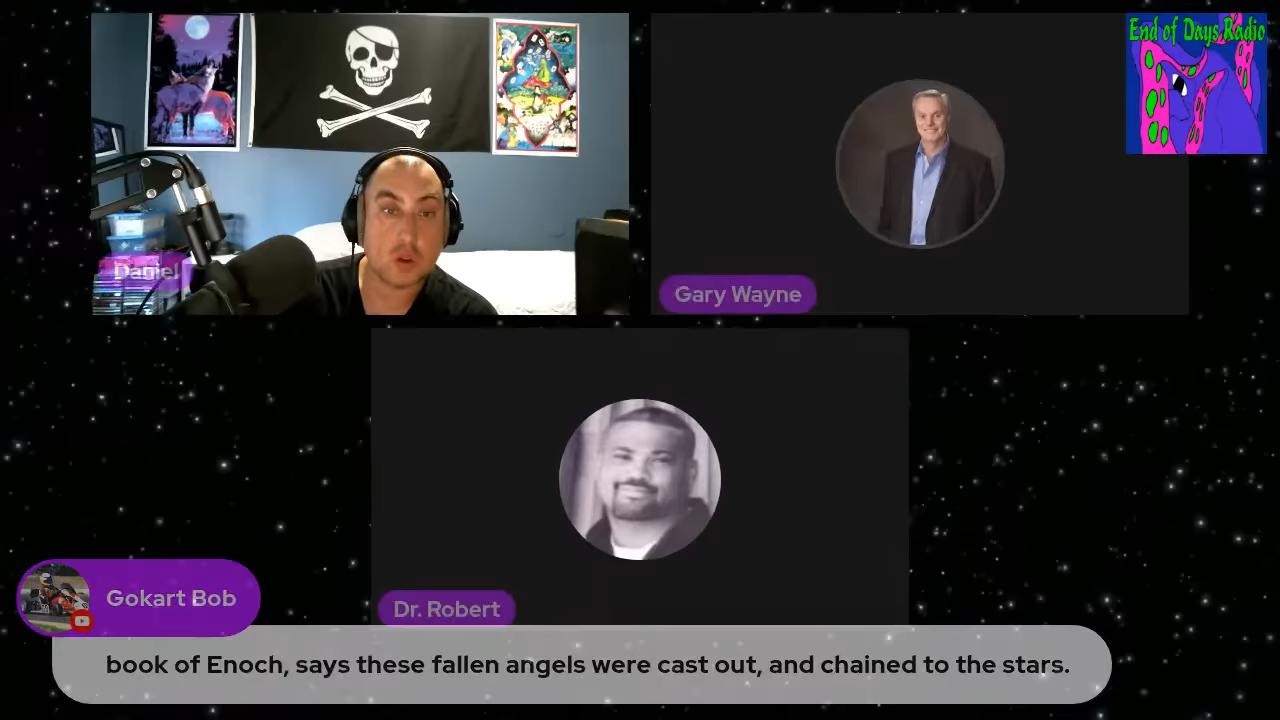 End of Days Radio
Daniel
Gary Wayne
Dr. Robert
Gokart Bob
book of Enoch, says these fallen angels were cast out, and chained to the stars.